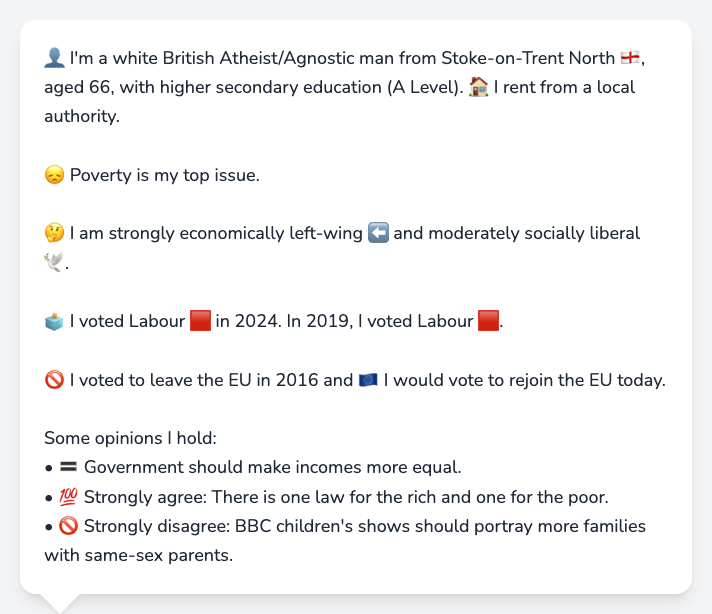 👤 I'm a white British Atheist/Agnostic man from Stoke-on-Trent North 🏴󠁧󠁢󠁥󠁮󠁧󠁿,
aged 66, with higher secondary education (A Level). 🏠 I rent from a local
authority.
😞 Poverty is my top issue.
🤔 I am strongly economically left-wing ⬅️ and moderately socially liberal
🕊️.
🗳️ I voted Labour 🟥 in 2024. In 2019, I voted Labour 🟥.
🚫 I voted to leave the EU in 2016 and 🇪🇺 I would vote to rejoin the EU today.
Some opinions I hold:
• 🟰 Government should make incomes more equal.
• 💯 Strongly agree: There is one law for the rich and one for the poor.
• 🚫 Strongly disagree: BBC children's shows should portray more families
with same-sex parents.